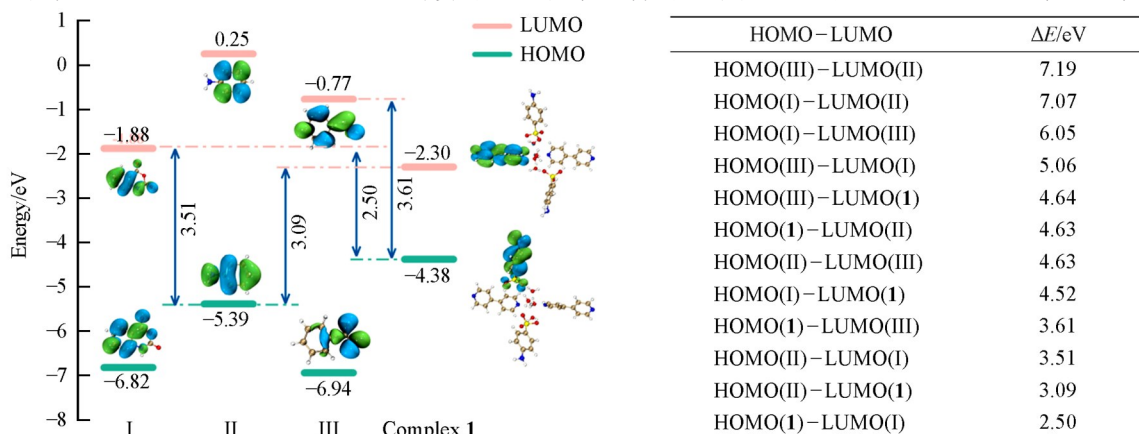 LUMO
HOMO
Energy/eV
1
0
−1
−2
−3
−4
−5
−6
−7
−8
0.25
−0.77
−1.88
−2.30
3.51
3.09
2.50
3.61
−4.38
−5.39
−6.82
−6.94
I II III Complex 1
HOMO−LUMO ΔE/eV
HOMO(III)−LUMO(II) 7.19
HOMO(I)−LUMO(II) 7.07
HOMO(I)−LUMO(III) 6.05
HOMO(III)−LUMO(I) 5.06
HOMO(III)−LUMO(1) 4.64
HOMO(1)−LUMO(II) 4.63
HOMO(II)−LUMO(III) 4.63
HOMO(I)−LUMO(1) 4.52
HOMO(1)−LUMO(III) 3.61
HOMO(II)−LUMO(I) 3.51
HOMO(II)−LUMO(1) 3.09
HOMO(1)−LUMO(I) 2.50